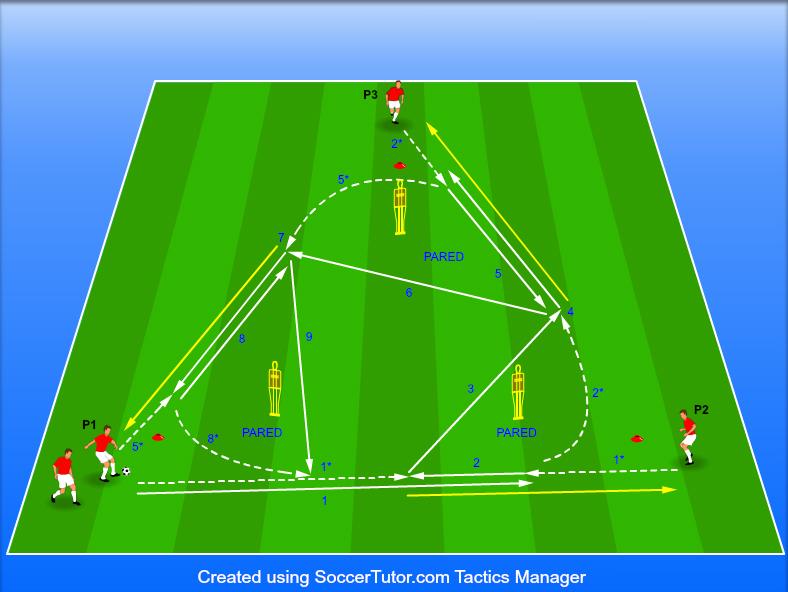 P3
2*
5*
7
PARED
5
6
4
8
9
3
2*
P2
P1
5*
8*
PARED
PARED
1*
2
1*
1
Created using SoccerTutor.com Tactics Manager